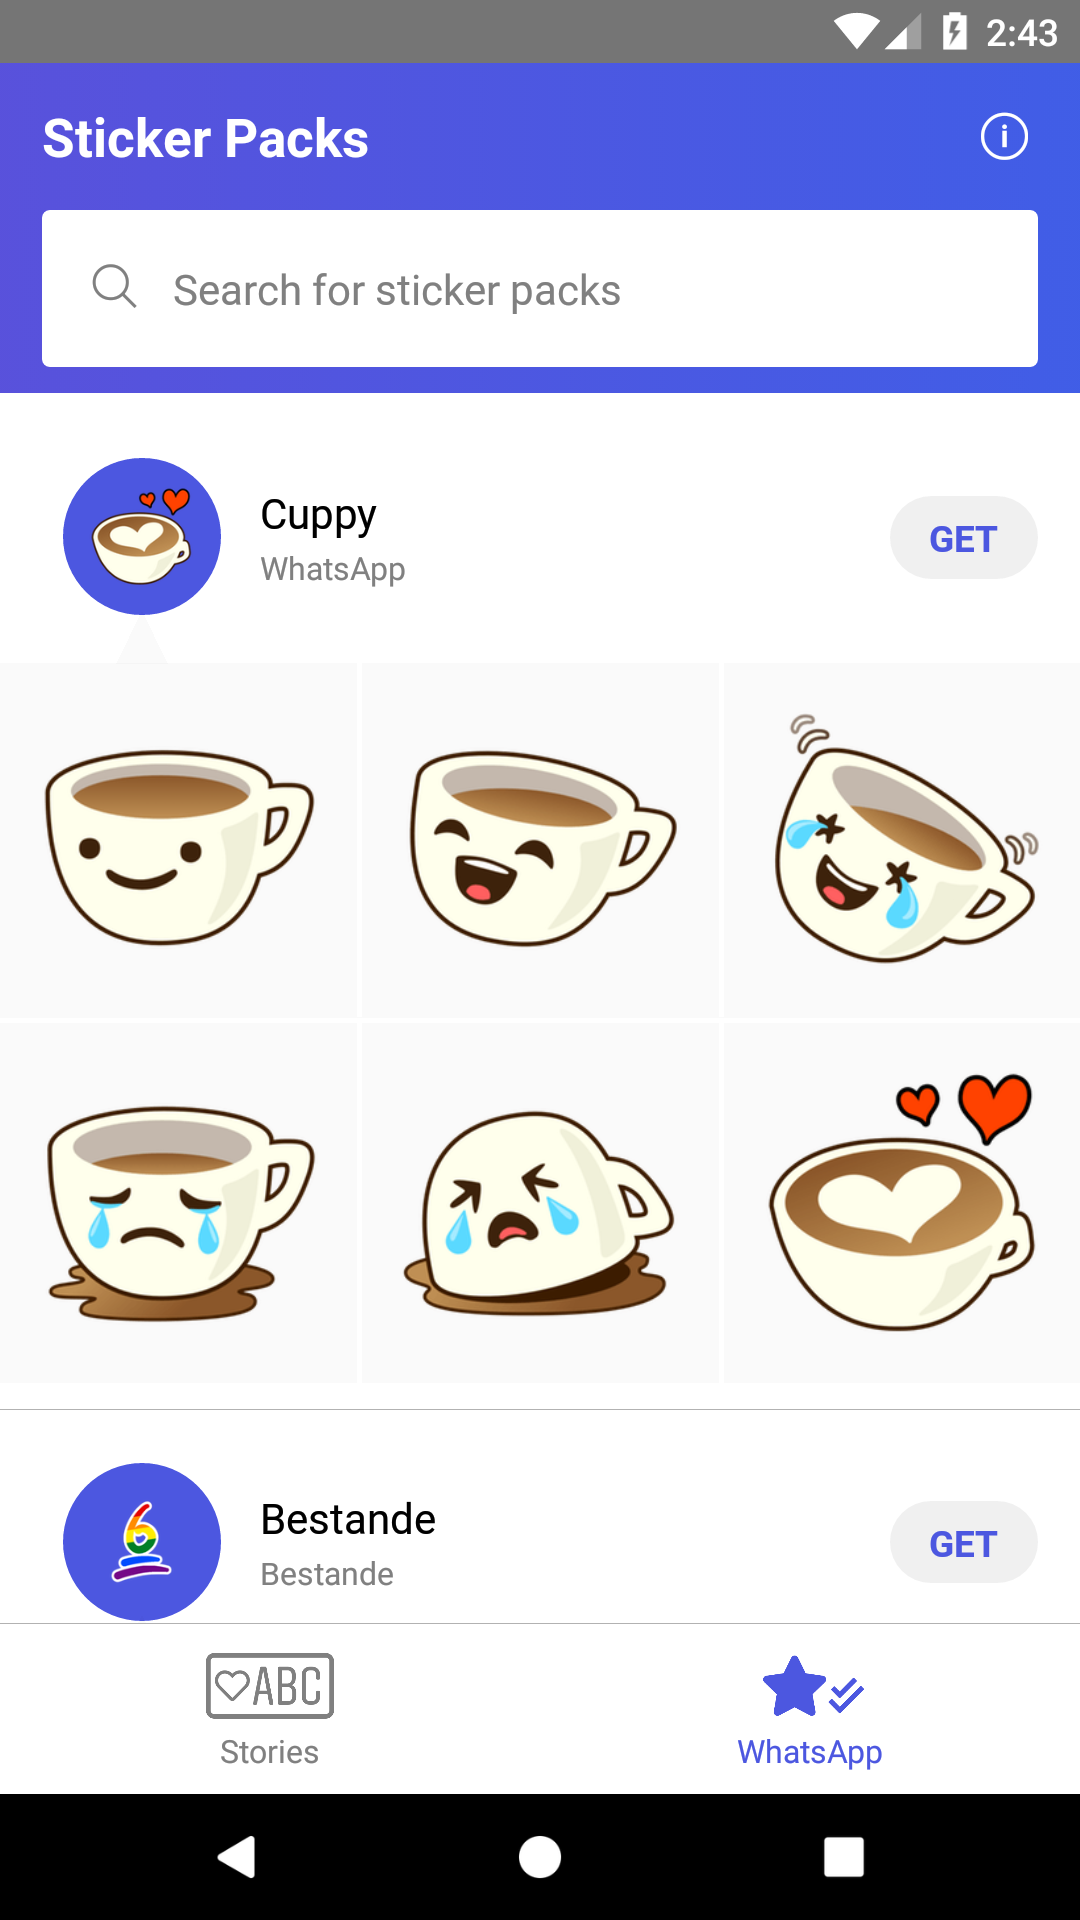 2:43
Sticker Packs
Search for sticker packs
Cuppy
WhatsApp
GET
Bestande
Bestande
GET
ABC
Stories
WhatsApp